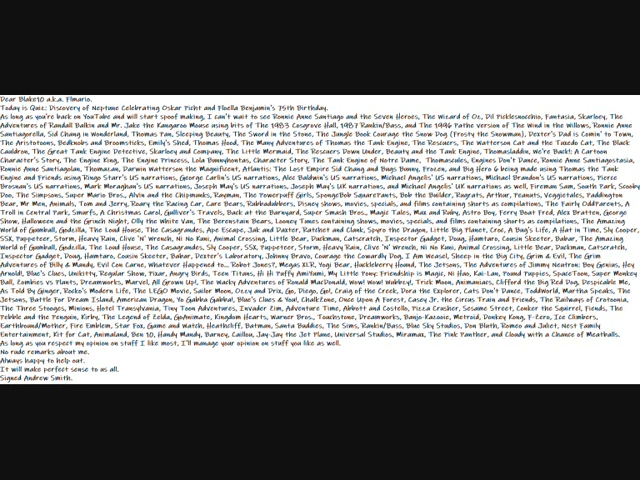 Dear Blake10 a.k.a. Elmario.
Today is Quiz: Discovery of Neptune Celebrating Oskar Picht and Floella Benjamin's 75th Birthday.
As long as you're back on YouTube and will start spoof making, I can't wait to see Ronnie Anne Santiago and the Seven Heroes, The Wizard of Oz, Dil Picklesnocchio, Fantasia, Skarloey, The
Adventures of Randall Balkin and Mr. Jake the Kangaroo Mouse using bits of The 1983 Cosgrove Hall, 1987 Rankin/Bass, and The 1996 Pathe version of The Wind in the Willows, Ronnie Anne
Santiagorella, Sid Chang in Wonderland, Thomas Pan, Sleeping Beauty, The Sword in the Stone, The Jungle Book Courage the Snow Dog (Frosty the Snowman), Dexter's Dad is Comin' to Town,
The Aristotoons, Bedknobs and Broomsticks, Emily's Shed, Thomas Hood, The Many Adventures of Thomas the Tank Engine, The Rescuers, The Watterson Cat and the Tuxedo Cat, The Black
Cauldron, The Great Tank Engine Detective, Skarloey and Company, The Little Mermaid, The Rescuers Down Under, Beauty and the Tank Engine, Thomasladdin, We're Back!: A Cartoon
Character's Story, The Engine King, The Engine Princess, Lola Bunnyhontas, Character Story, The Tank Engine of Notre Dame, Thomascules, Engines Don't Dance, Ronnie Anne Santiagostasia,
Ronnie Anne Santiagolan, Thomaszan, Darwin Watterson the Magnificent, Atlantis: The Lost Empire Sid Chang and Bugs Bunny, Frozen, and Big Hero 6 being made using Thomas the Tank
Engine and Friends using Ringo Starr's US narrations, George Carlin's US narrations, Alec Baldwin's US narrations, Michael Angelis' US narrations, Michael Brandon's US narrations, Pierce
Brosnan's US narrations, Mark Moraghan's US narrations, Joseph May's US narrations, Joseph May's UK narrations, and Michael Angelis' UK narrations as well, Fireman Sam, South Park, Scooby
Doo, The Simpsons, Super Mario Bros., Alvin and the Chipmunks, Rayman, The Powerpuff Girls, SpongeBob SquarePants, Bob the Builder, Rugrats, Arthur, Peanuts, Veggietales, Paddington
Bear, Mr Men, Animals, Tom and Jerry, Roary the Racing Car, Care Bears, Rubbadubbers, Disney shows, movies, specials, and films containing shorts as compilations, The Fairly OddParents, A
Troll in Central Park, Smurfs, A Christmas Carol, Gulliver's Travels, Back at the Barnyard, Super Smash Bros., Magic Tales, Max and Ruby, Astro Boy, Ferry Boat Fred, Alex Bratten, George
Shrinks, Halloween and the Grinch Night, Olly the White Van, The Berenstain Bears, Looney Tunes containing shows, movies, specials, and films containing shorts as compilations, The Amazing
World of Gumball, Godzilla, The Loud House, The Casagrandes, Ape Escape, Jak and Daxter, Ratchet and Clank, Spyro the Dragon, Little Big Planet, Croc, A Bug's Life, A Hat in Time, Sly Cooper,
SSX, Puppeteer, Storm, Heavy Rain, Clive 'N' Wrench, Ni No Kuni, Animal Crossing, Little Bear, Duckman, Catscratch, Inspector Gadget, Doug, Hamtaro, Cousin Skeeter, Babar, The Amazing
World of Gumball, Godzilla, The Loud House, The Casagrandes, Sly Cooper, SSX, Puppeteer, Storm, Heavy Rain, Clive 'N' Wrench, Ni No Kuni, Animal Crossing, Little Bear, Duckman, Catscratch,
Inspector Gadget, Doug, Hamtaro, Cousin Skeeter, Babar, Dexter's Laboratory, Johnny Bravo, Courage the Cowardly Dog, I Am Weasel, Sheep in the Big City, Grim & Evil, The Grim
Adventures of Billy & Mandy, Evil Con Carne, Whatever Happened to... Robot Jones?, Megas XLR, Yogi Bear, Huckleberry Hound, The Jetsons, The Adventures of Jimmy Neutron: Boy Genius, Hey
Arnold!, Blue's Clues, Unikitty, Regular Show, Pixar, Angry Birds, Teen Titans, Hi Hi Puffy AmiYumi, My Little Pony: Friendship is Magic, Ni Hao, Kai-Lan, Pound Puppies, SpaceToon, Super Monkey
Ball, Zombies vs Plants, Dreamworks, Marvel, All Grown Up!, The Wacky Adventures of Ronald MacDonald, Wow! Wow! Wubbzy!, Trick Moon, Animaniacs, Clifford the Big Red Dog, Despicable Me,
As Told By Ginger, Rocko's Modern Life, The LEGO Movie, Sailor Moon, Ozzy and Drix, Go, Diego, Go!, Craig of the Creek, Dora the Explorer, Cats Don't Dance, ToddWorld, Martha Speaks, The
Jetsons, Battle For Dream Island, American Dragon, Yo Gabba Gabba!, Blue's Clues & You!, ChalkZone, Once Upon A Forest, Casey Jr. the Circus Train and Friends, The Railways of Crotoonia,
The Three Stooges, Minions, Hotel Transylvania, Tiny Toon Adventures, Invader Zim, Adventure Time, Abbott and Costello, Pizza Crasher, Sesame Street, Conker the Squirrel, Fiends, The
Pebble and the Penguin, Kirby, The Legend of Zelda, GoAnimate, Kingdom Hearts, Warner Bros., Touchstone, Dreamworks, Banjo-Kazooie, Metroid, Donkey Kong, F-Zero, Ice Climbers,
Earthbound/Mother, Fire Emblem, Star Fox, Game and Watch, Heathcliff, Batman, Santa Buddies, The Sims, Rankin/Bass, Blue Sky Studios, Don Bluth, Romeo and Juliet, Nest Family
Entertainment, Kit for Cat, Animaland, Ben 10, Handy Mandy, Barney, Caillou, Jay-Jay the Jet Plane, Universal Studios, Miramax, The Pink Panther, and Cloudy with a Chance of Meatballs.
As long as you respect my opinion on stuff I like most, I'll manage your opinion on stuff you like as well.
No rude remarks about me.
Always happy to help out.
It will make perfect sense to us all.
Signed Andrew Smith.